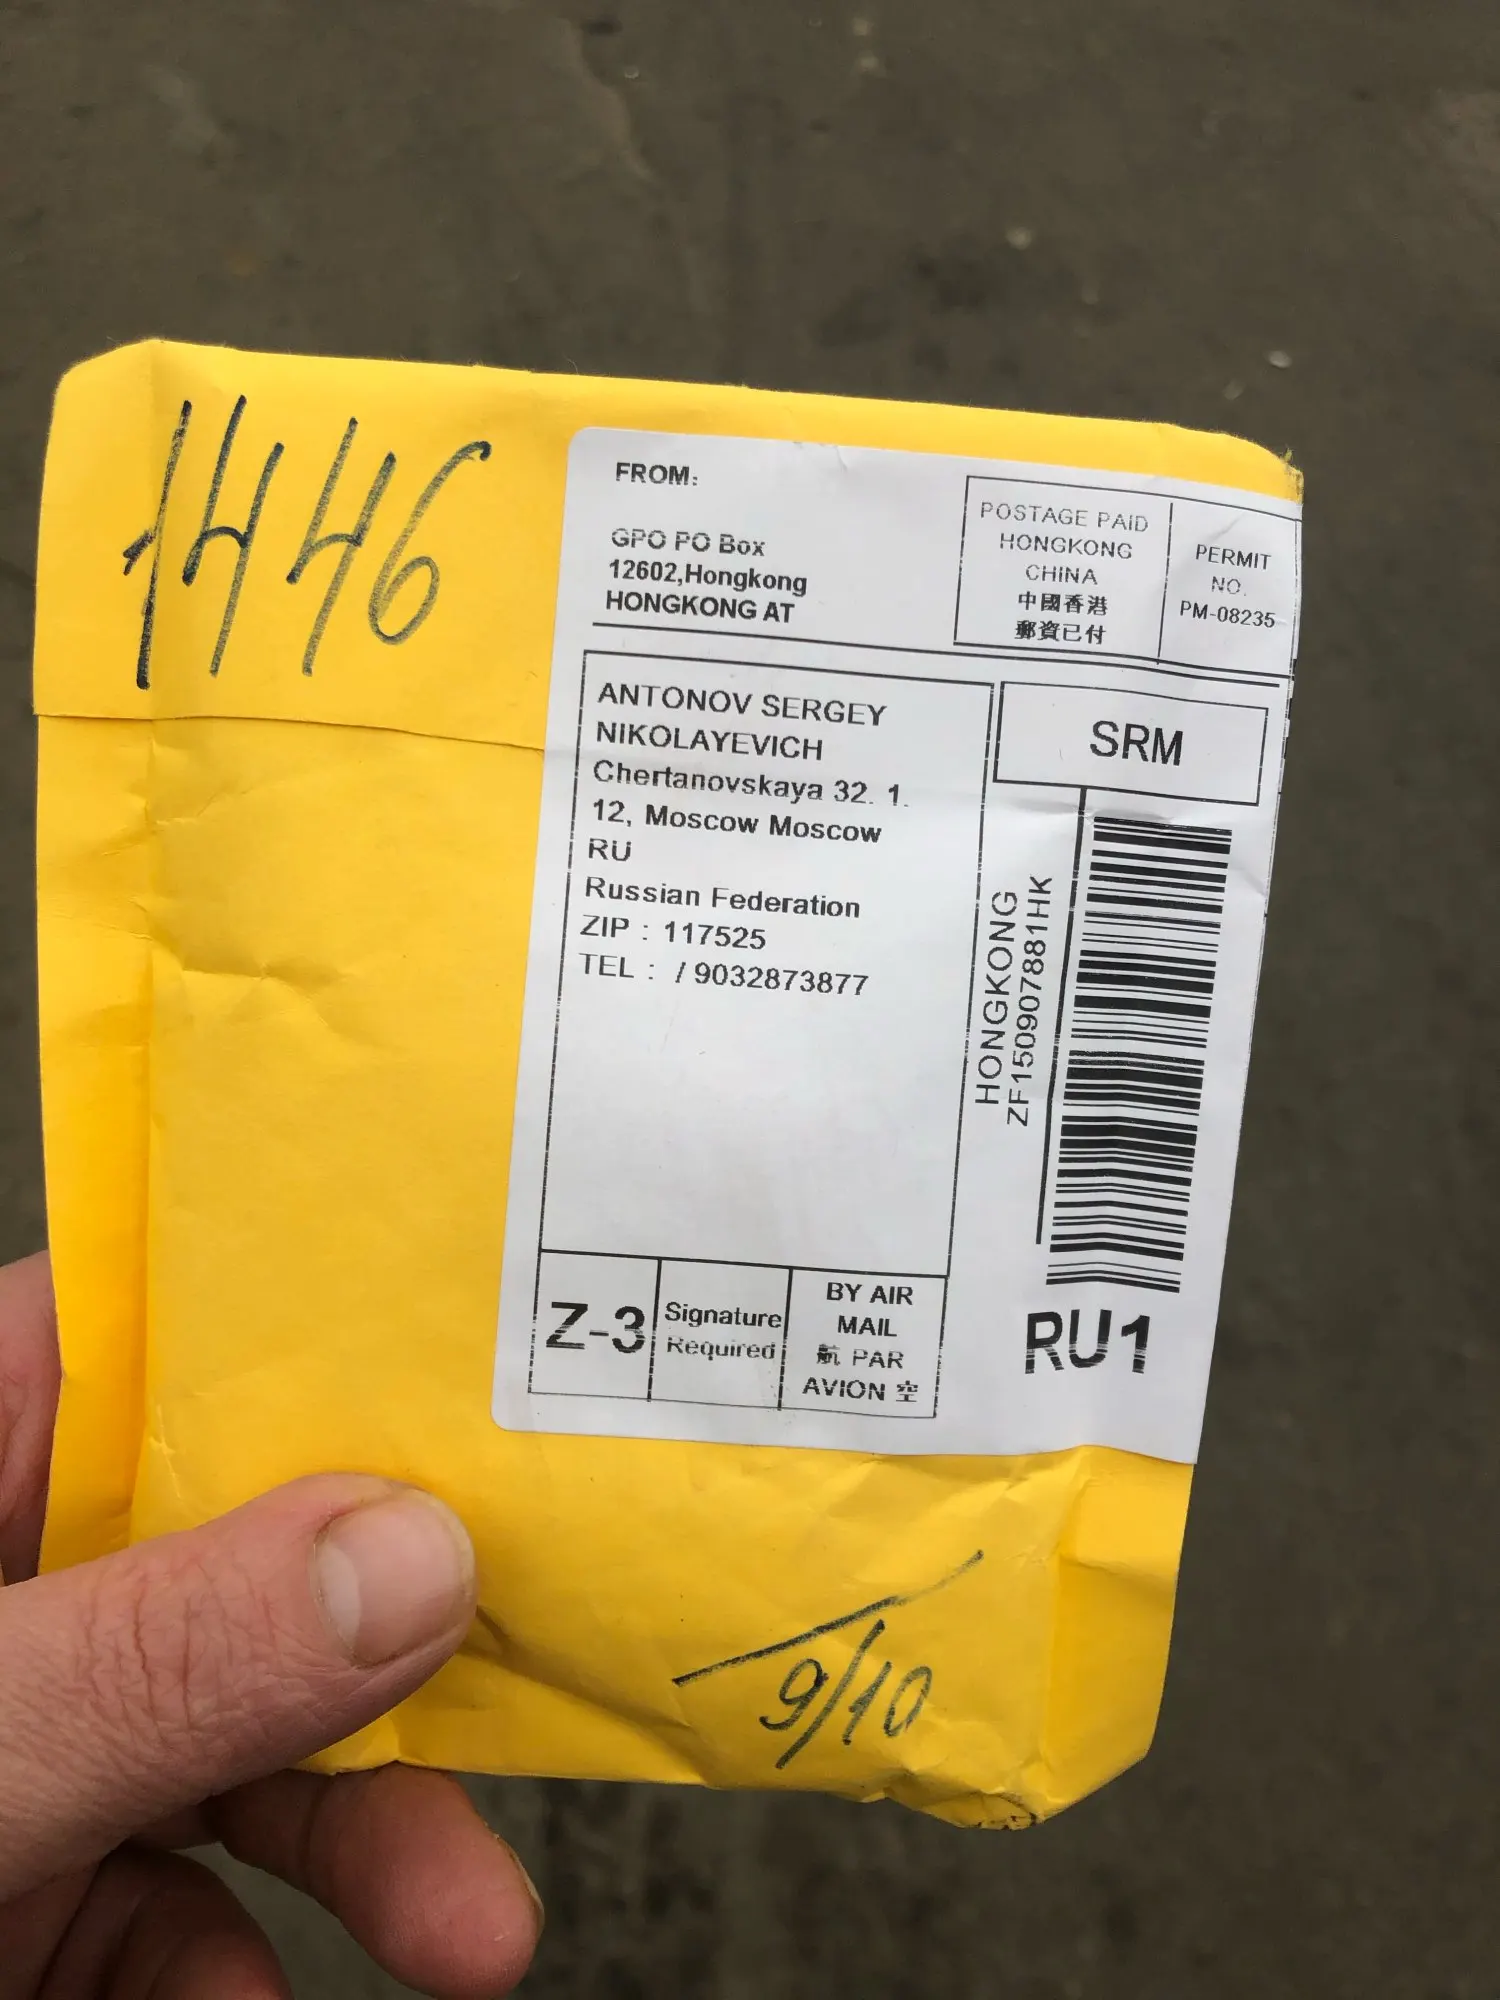 1446
FROM:
GPO PO Box
12602,Hongkong
HONGKONG AT
POSTAGE PAID
HONGKONG
CHINA
中國香港
郵資已付
PERMIT
NO.
PM-08235
ANTONOV SERGEY
NIKOLAYEVICH
Chertanovskaya 32. 1.
12, Moscow Moscow
RU
Russian Federation
ZIP : 117525
TEL : / 9032873877
SRM
HONGKONG
ZF150907881HK
RU1
Z-3
Signature
Required
BY AIR
MAIL
航 PAR
AVION 空
9/10